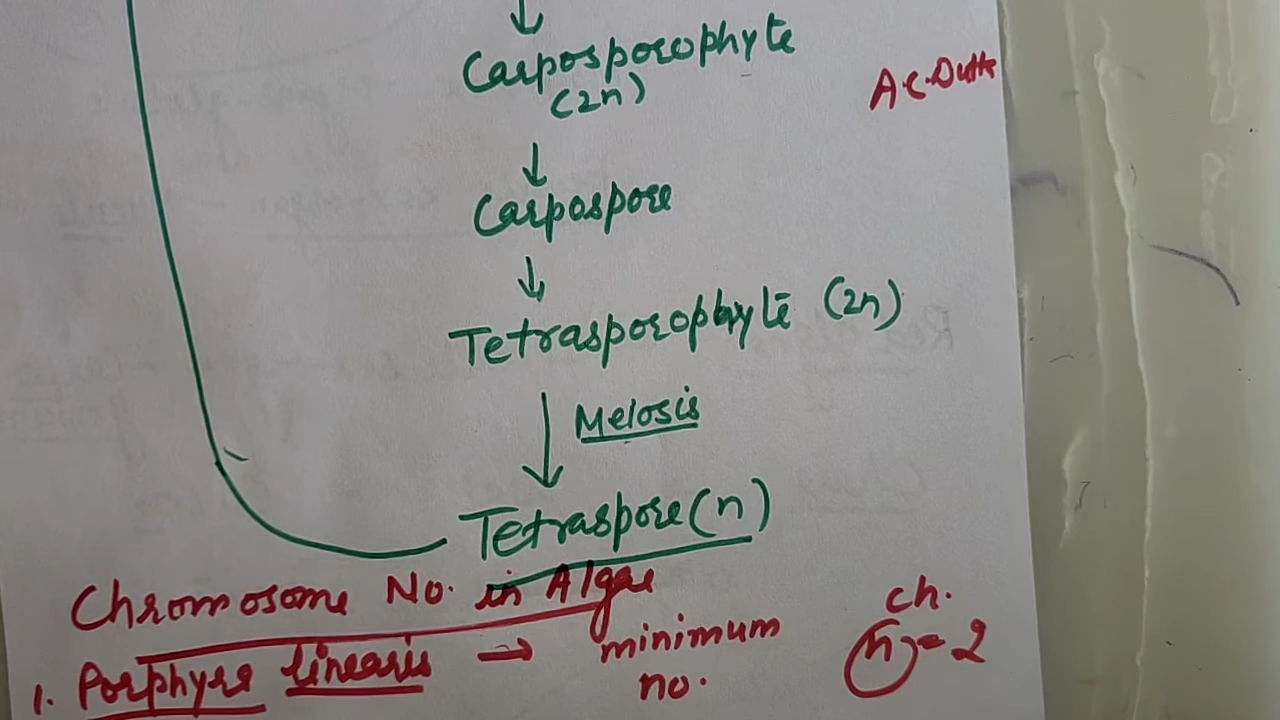 Carposporophyte
(2n)
A.C. Dutta
Carpospore
Tetrasporophyte (2n)
Meiosis
Tetraspore (n)
Chromosome No. in Algae
1. Porphyra linearis → minimum no.
ch.
n = 2